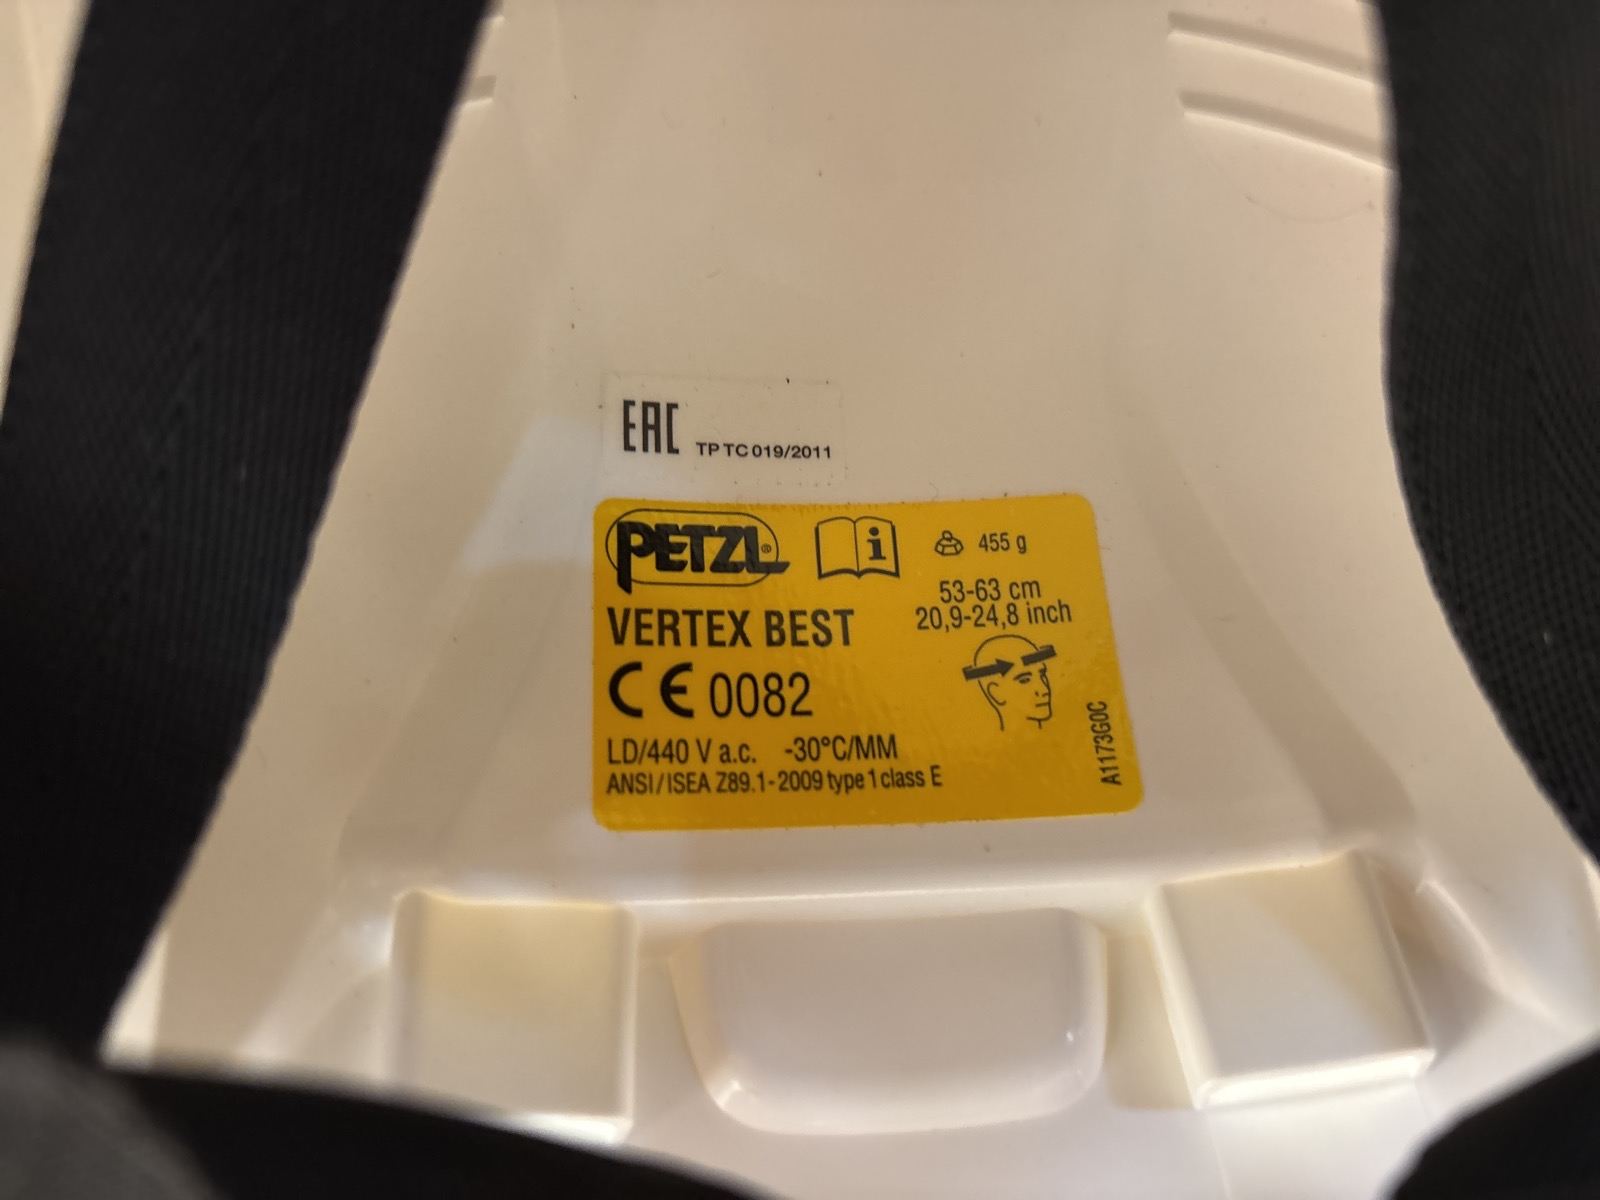 EAC TP TC 019/2011
PETZL®
i
455 g
53-63 cm
20,9-24,8 inch
VERTEX BEST
CE 0082
LD/440 V a.c. -30°C/MM
ANSI/ISEA Z89.1-2009 type 1 class E
A1173G0C